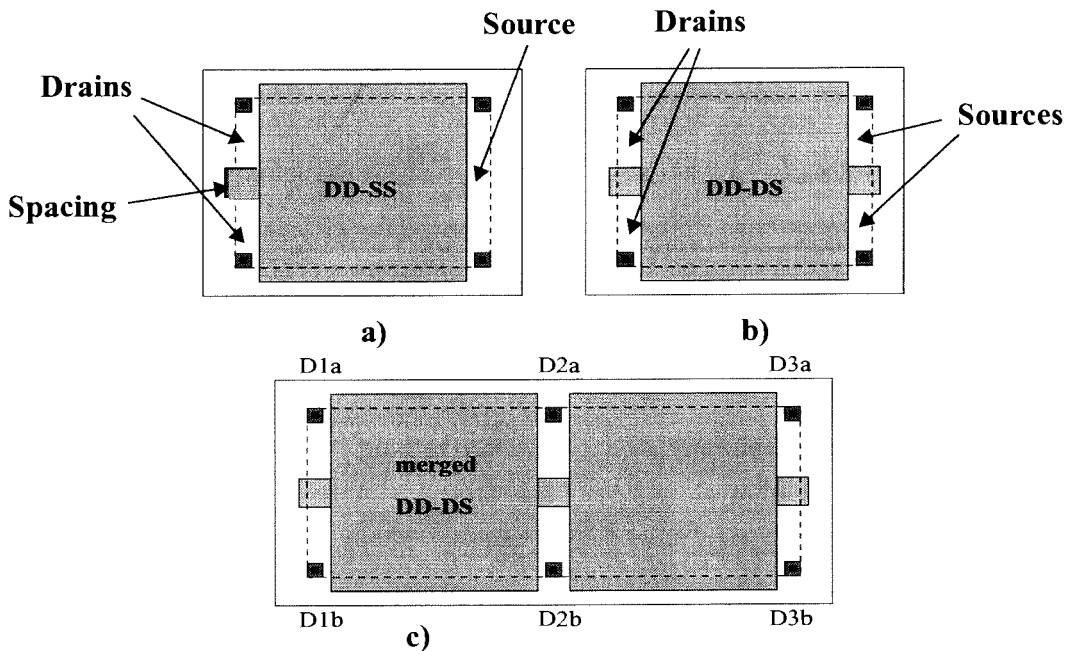 Source
Drains
Drains
Sources
DD-SS
DD-DS
Spacing
a)
b)
D1a
D2a
D3a
merged
DD-DS
D1b
D2b
D3b
c)